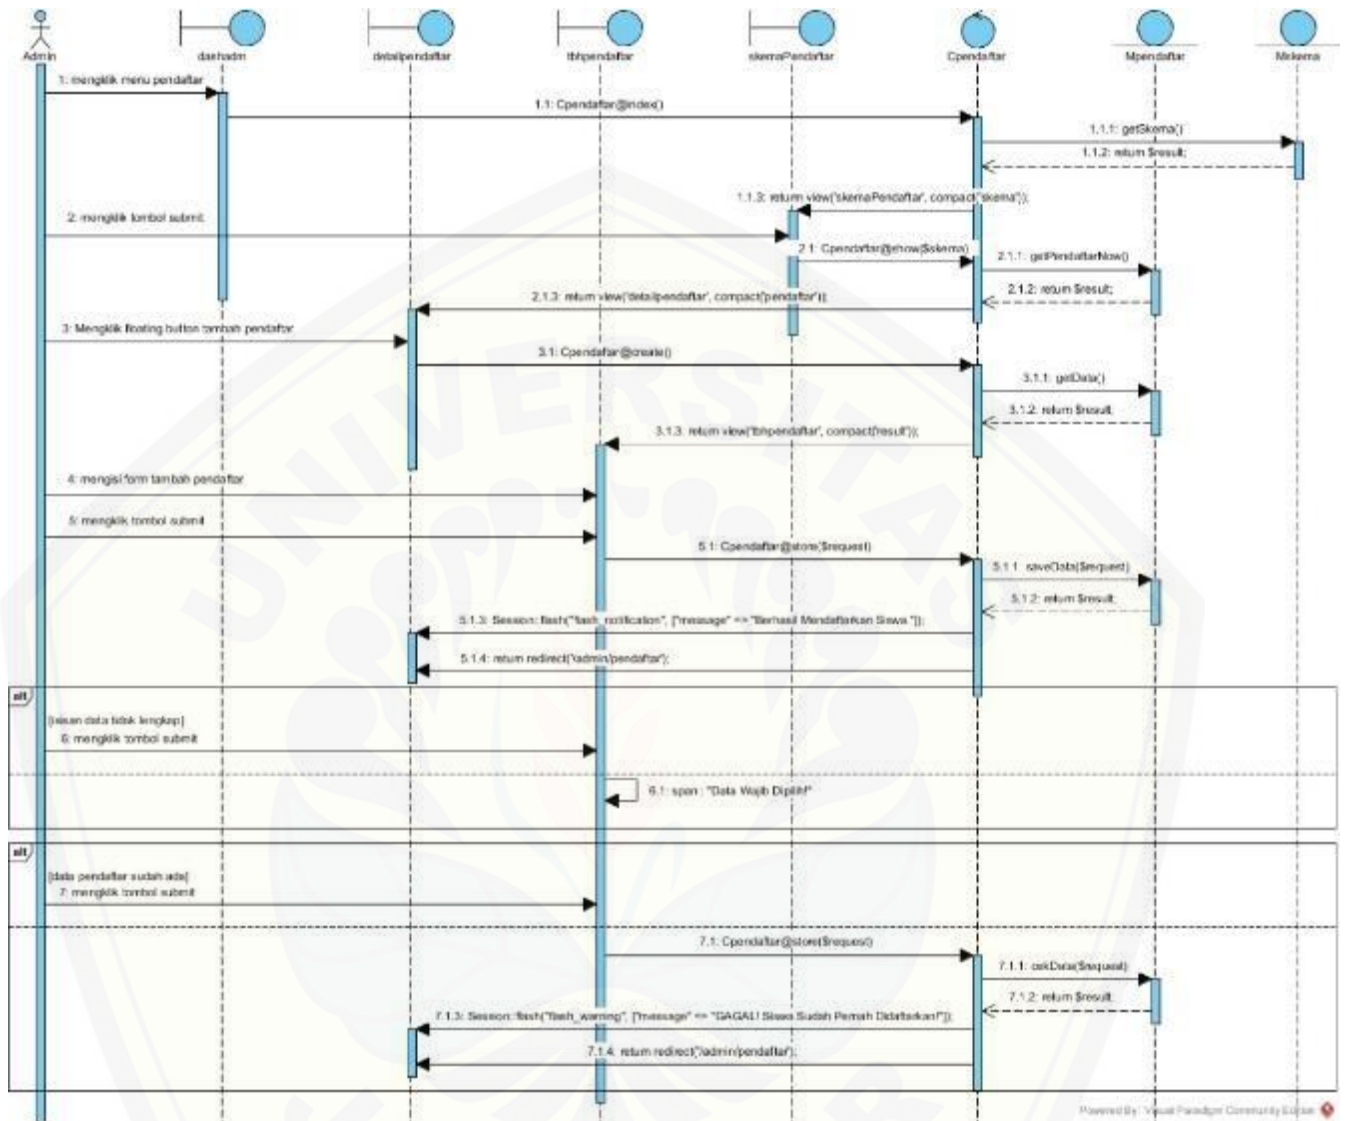 Admin
dashadm
detailpendaftar
tbhpendaftar
skemaPendaftar
Cpendaftar
Mpendaftar
Mskema
1: mengklik menu pendaftar
1.1: Cpendaftar@index()
1.1.1: getSkema()
1.1.2: return $result;
1.1.3: return view('skemaPendaftar', compact('skema'));
2: mengklik tombol submit
2.1: Cpendaftar@show($skema)
2.1.1: getPendaftarNow()
2.1.2: return $result;
2.1.3: return view('detailpendaftar', compact('pendaftar'));
3: Mengklik floating button tambah pendaftar
3.1: Cpendaftar@create()
3.1.1: getData()
3.1.2: return $result;
3.1.3: return view('tbhpendaftar', compact('result'));
4: mengisi form tambah pendaftar
5: mengklik tombol submit
5.1: Cpendaftar@store($request)
5.1.1: saveData($request)
5.1.2: return $result;
5.1.3: Session::flash("flash_notification", ["message" => "Berhasil Mendaftarkan Siswa "]);
5.1.4: return redirect('/admin/pendaftar');
alt
[isian data tidak lengkap]
6: mengklik tombol submit
6.1: span : "Data Wajib Dipilih!"
alt
[data pendaftar sudah ada]
7: mengklik tombol submit
7.1: Cpendaftar@store($request)
7.1.1: cekData($request)
7.1.2: return $result;
7.1.3: Session::flash("flash_warning", ["message" => "GAGAL! Siswa Sudah Pernah Didaftarkan!"]);
7.1.4: return redirect('/admin/pendaftar');
UNIVERSITAS
Powered By: Visual Paradigm Community Edition